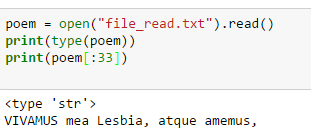 poem = open("file_read.txt").read()
print(type(poem))
print(poem[:33])
<type 'str'>
VIVAMUS mea Lesbia, atque amemus,